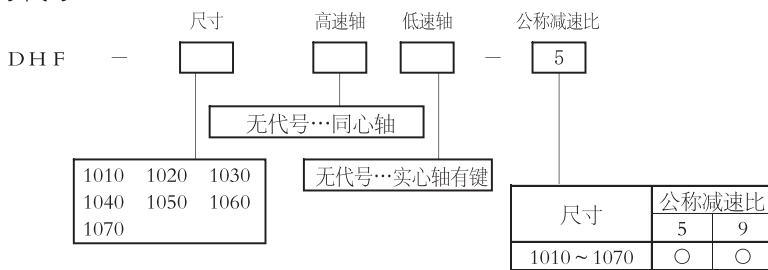 尺寸 高速轴 低速轴 公称减速比
DHF - - 5
无代号…同心轴
1010 1020 1030
1040 1050 1060
1070
无代号…实心轴有键
尺寸 公称减速比
5 9
1010~1070 ○ ○